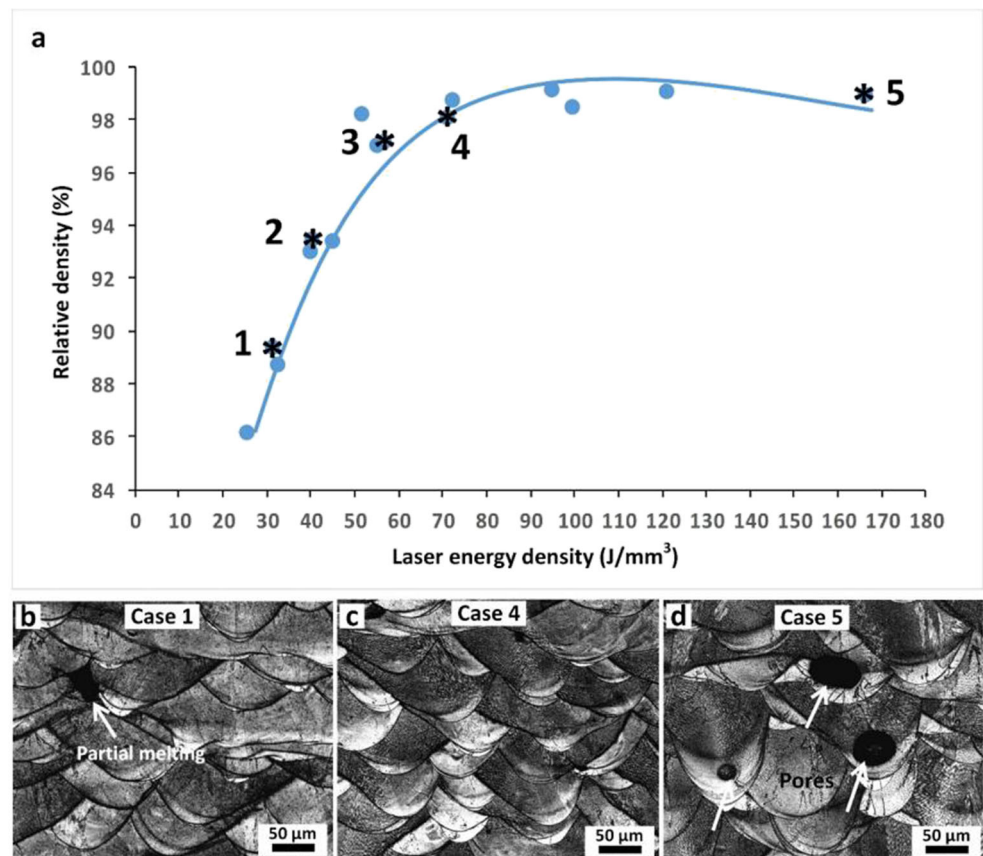 a
100
98
96
94
92
90
88
86
84
Relative density (%)
1
2
3
4
5
0 10 20 30 40 50 60 70 80 90 100 110 120 130 140 150 160 170 180
Laser energy density (J/mm³)
b Case 1
Partial melting
50 µm
c Case 4
50 µm
d Case 5
Pores
50 µm